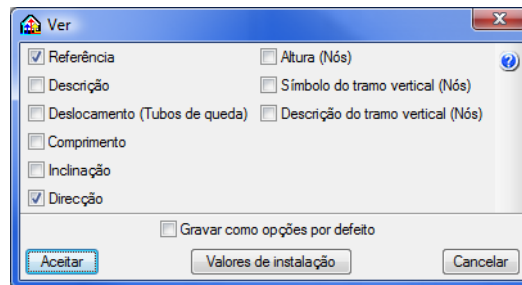 Ver
Referência
Altura (Nós)
Descrição
Símbolo do tramo vertical (Nós)
Deslocamento (Tubos de queda)
Descrição do tramo vertical (Nós)
Comprimento
Inclinação
Direcção
Gravar como opções por defeito
Aceitar
Valores de instalação
Cancelar